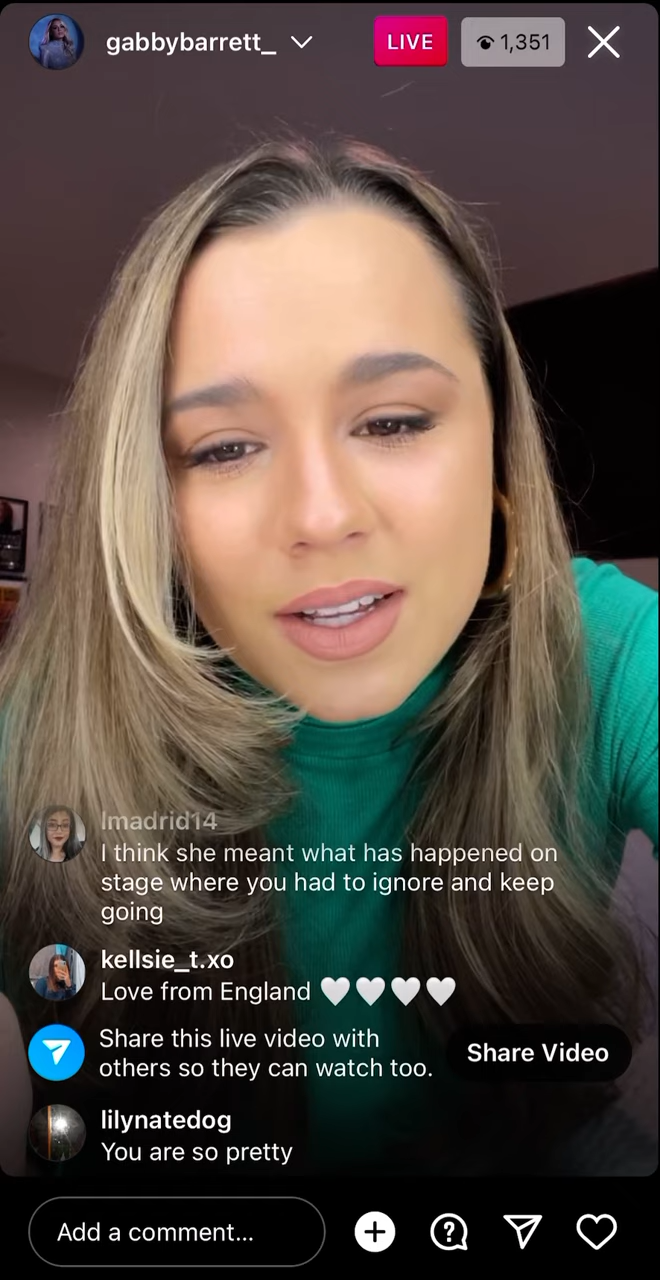 gabbybarrett_
LIVE
1,351
lmadrid14
I think she meant what has happened on
stage where you had to ignore and keep
going
kellsie_t.xo
Love from England 🤍🤍🤍🤍
Share this live video with
others so they can watch too.
Share Video
lilynatedog
You are so pretty
Add a comment...